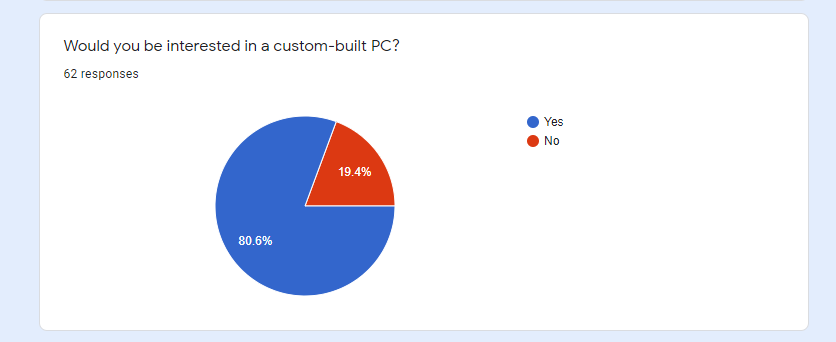 Would you be interested in a custom-built PC?
62 responses
Yes
No
19.4%
80.6%